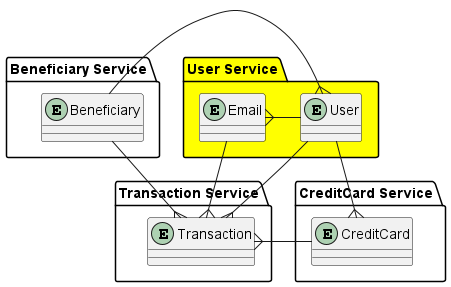 Beneficiary Service
User Service
E Beneficiary
E Email
E User
Transaction Service
CreditCard Service
E Transaction
E CreditCard